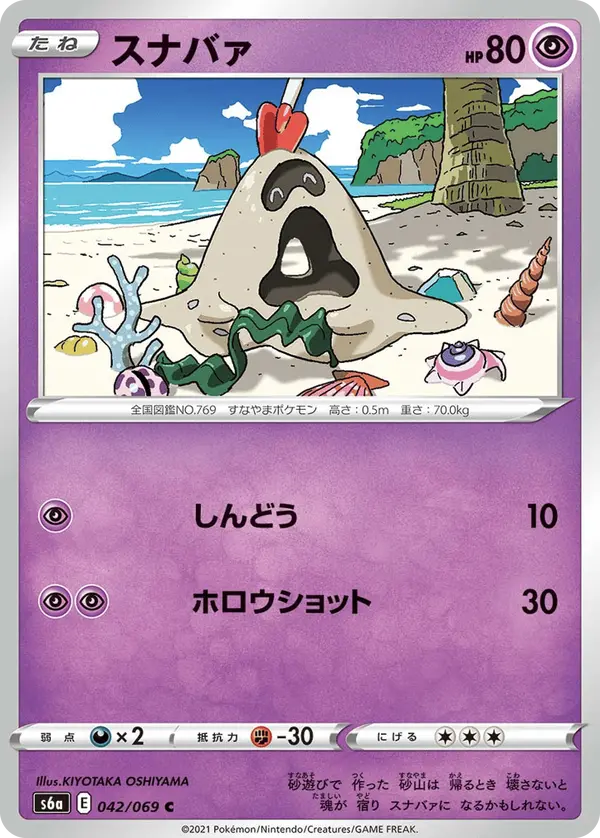 たね スナバァ HP80
全国図鑑NO.769 すなやまポケモン 高さ:0.5m 重さ:70.0kg
しんどう 10
ホロウショット 30
弱点 ×2 抵抗力 -30 にげる
Illus.KIYOTAKA OSHIYAMA
s6a E 042/069 C
砂遊びで 作った 砂山は 帰るとき 壊さないと
魂が 宿り スナバァに なるかもしれない。
©2021 Pokémon/Nintendo/Creatures/GAME FREAK.